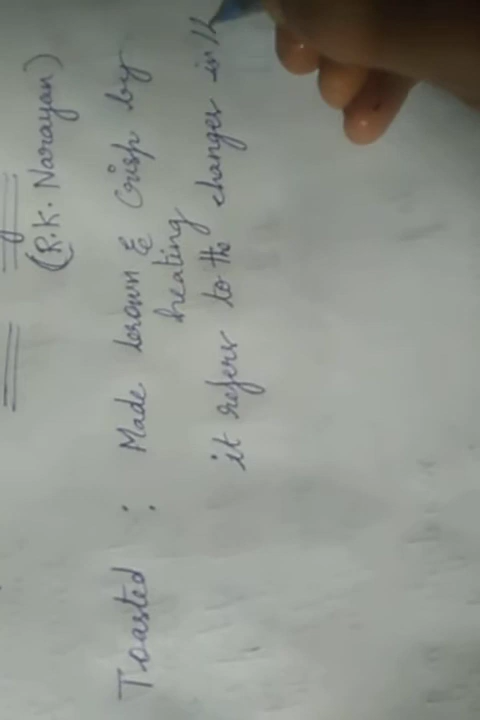 (R.K. Narayan)
Toasted : Made brown & Crisp by
heating
it refers to the changes in